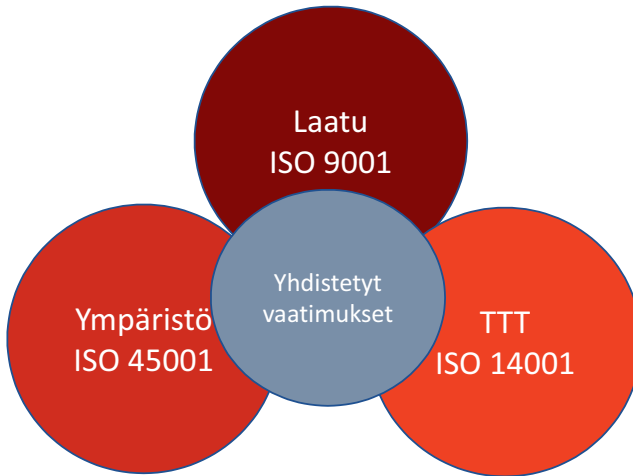 Laatu
ISO 9001
Yhdistetyt
vaatimukset
Ympäristö
ISO 45001
TTT
ISO 14001